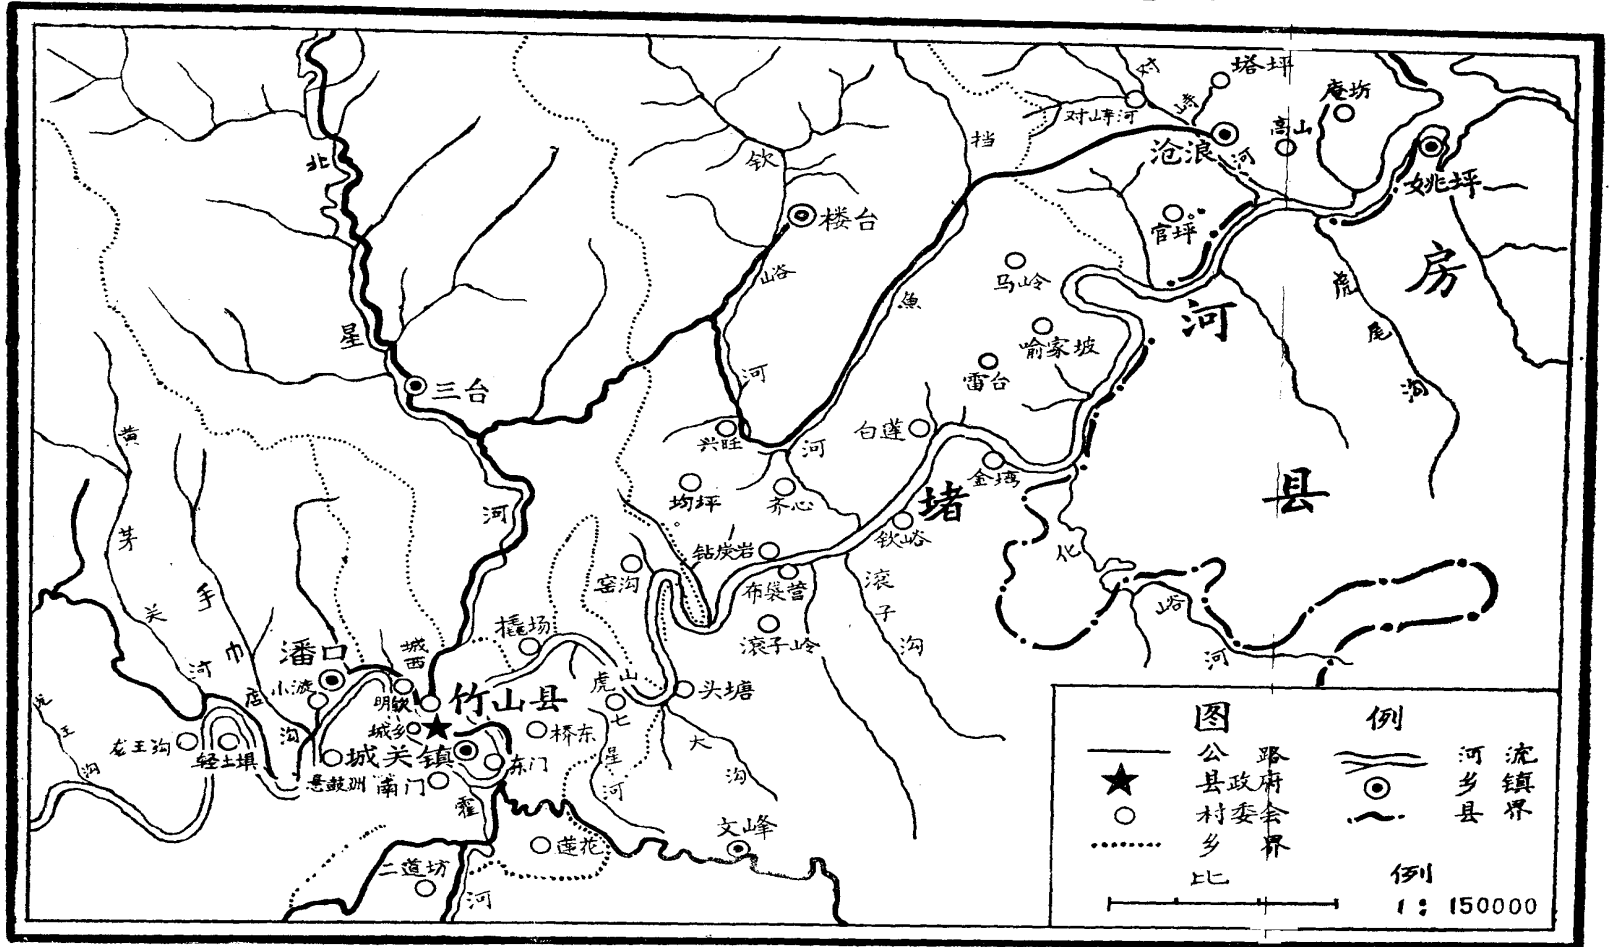 塔坪
庵坊
对山寺河
高山
沧浪
河
姚坪
挡
钦
北
官坪
楼台
马岭
山谷
鱼
房
河
虎
尾
沟
喻家坡
雷台
星
三台
河
兴旺
河
白莲
金塆
黄
均坪
齐心
堵
县
河
钦峪
茅
钻炭岩
化
窑沟
布袋营
滚
子
沟
关
手
巾
店
沟
河
橇场
滚子岭
峪
河
潘口
城西
小漩
明钦
竹山县
虎山
头塘
七
星
河
大
沟
城乡
桥东
龙王沟
轻土埧
悬鼓洲
城关镇
东门
南门
霍
河
王
沟
文峰
莲花
二道坊
图例
公路
河流
县政府
乡镇
村委会
县界
乡界
比例
1:150000